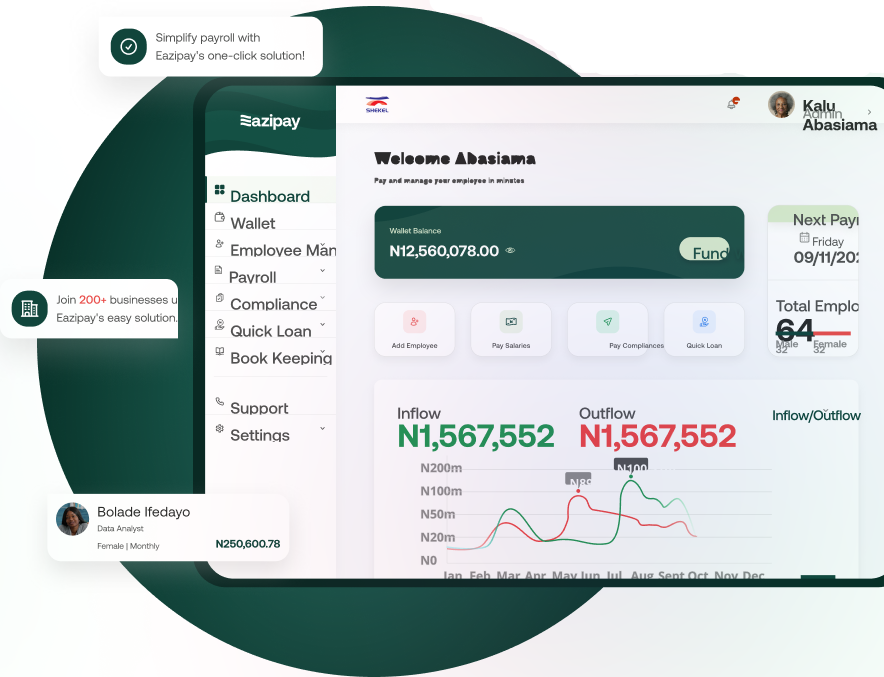 Simplify payroll with
Eazipay's one-click solution!
Eazipay
SHEKEL
Kalu
Admin
Abasiama
Welcome Abasiama
Pay and manage your employee in minutes
Dashboard
Wallet
Employee Man
Payroll
Compliance
Quick Loan
Book Keeping
Support
Settings
Wallet Balance
N12,560,078.00
Fund
Next Payr
Friday
09/11/202
Total Emplo
64
Male
Female
32
32
Add Employee
Pay Salaries
Pay Compliances
Quick Loan
Join 200+ businesses u
Eazipay's easy solution.
Inflow
N1,567,552
Outflow
N1,567,552
Inflow/Outflow
N200m
N100m
N50m
N20m
N0
N89
N100
Jan Feb Mar Apr May Jun Jul Aug Sept Oct Nov Dec
Bolade Ifedayo
Data Analyst
Female | Monthly
N250,600.78